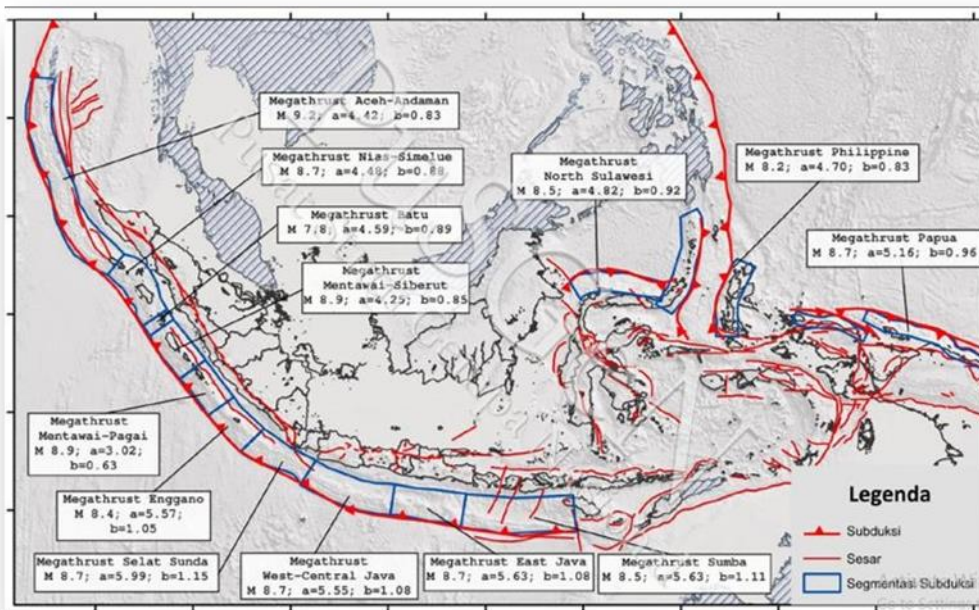 Megathrust Aceh-Andaman
M 9.2; a=4.42; b=0.83
Megathrust Nias-Simelue
M 8.7; a=4.48; b=0.88
Megathrust Batu
M 7.8; a=4.59; b=0.89
Megathrust
Mentawai-Siberut
M 8.9; a=4.25; b=0.85
Megathrust
North Sulawesi
M 8.5; a=4.82; b=0.92
Megathrust Philippine
M 8.2; a=4.70; b=0.83
Megathrust Papua
M 8.7; a=5.16; b=0.96
Megathrust
Mentawai-Pagai
M 8.9; a=3.02;
b=0.63
Megathrust Enggano
M 8.4; a=5.57;
b=1.05
Megathrust Selat Sunda
M 8.7; a=5.99; b=1.15
Megathrust
West-Central Java
M 8.7; a=5.55; b=1.08
Megathrust East Java
M 8.7; a=5.63; b=1.08
Megathrust Sumba
M 8.5; a=5.63; b=1.11
Legenda
Subduksi
Sesar
Segmentasi Subduksi